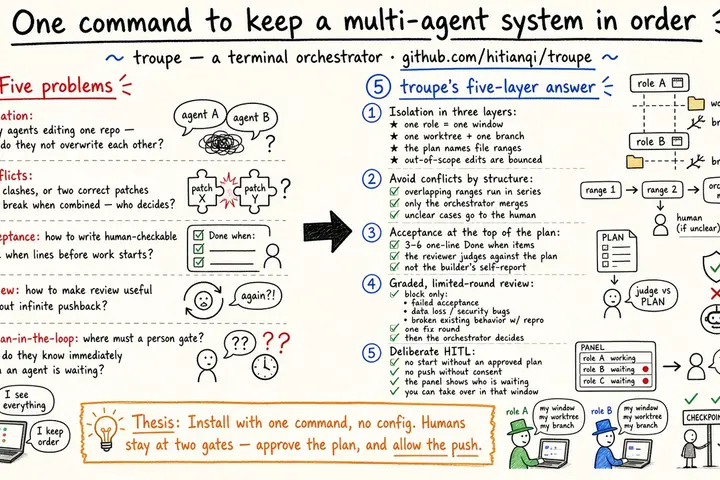 One command to keep a multi-agent system in order
~ troupe — a terminal orchestrator · github.com/hitianqi/troupe ~
Five problems
agents editing one repo —
do they not overwrite each other?
agent A
agent B
?
clashes, or two correct patches
break when combined — who decides?
patch X
patch Y
?
how to write human-checkable
when lines before work starts?
Done when:
how to make review useful
infinite pushback?
again?!
where must a person gate?
do they know immediately
an agent is waiting?
??
??
I see
everything
I keep
order
⑤ troupe's five-layer answer
① Isolation in three layers:
★ one role = one window
★ one worktree + one branch
★ the plan names file ranges
★ out-of-scope edits are bounced
② Avoid conflicts by structure:
overlapping ranges run in series
only the orchestrator merges
unclear cases go to the human
③ Acceptance at the top of the plan:
3–6 one-line Done when items
the reviewer judges against the plan
not the builder's self-report
④ Graded, limited-round review:
✓ block only:
• failed acceptance
• data loss / security bugs
• broken existing behavior w/ repro
✓ one fix round
✓ then the orchestrator decides
⑤ Deliberate HITL:
✓ no start without an approved plan
✓ no push without consent
✓ the panel shows who is waiting
✓ you can take over in that window
role A
role B
range 1
range 2
human
(if unclear)
PLAN
judge vs
PLAN
PANEL
role A working
role B waiting
role C waiting
Thesis: Install with one command, no config. Humans
stay at two gates — approve the plan, and allow the push.
role A
my window
my worktree
my branch
role B
my window
my worktree
my branch